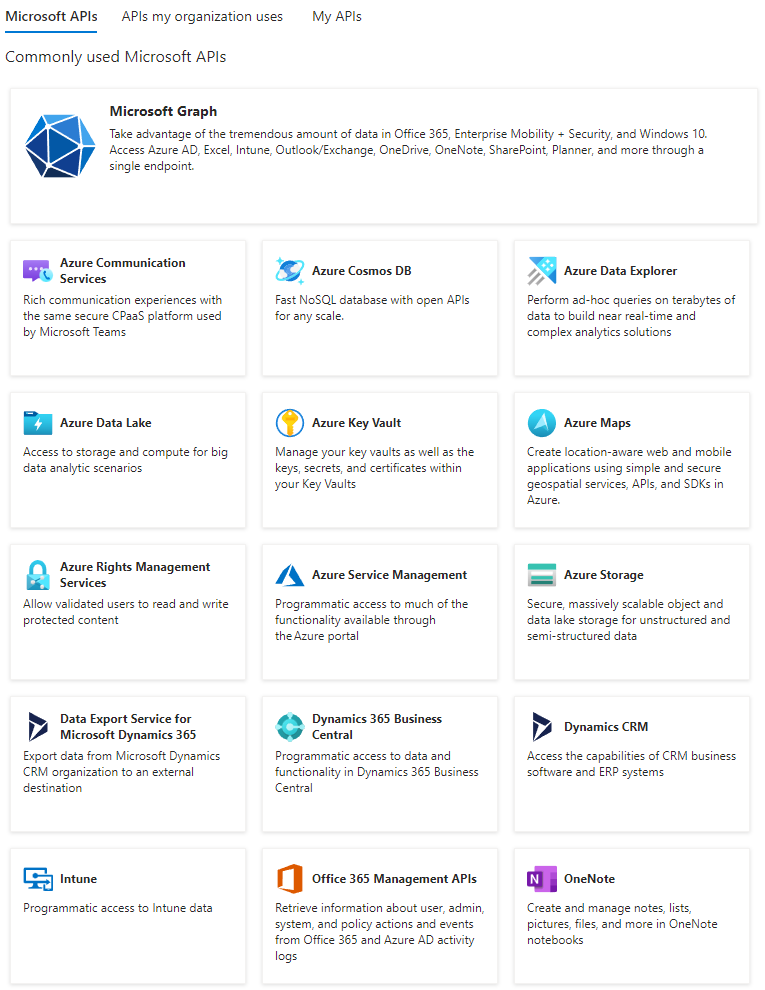 Microsoft APIs APIs my organization uses My APIs
Commonly used Microsoft APIs
Microsoft Graph
Take advantage of the tremendous amount of data in Office 365, Enterprise Mobility + Security, and Windows 10.
Access Azure AD, Excel, Intune, Outlook/Exchange, OneDrive, OneNote, SharePoint, Planner, and more through a
single endpoint.
Azure Communication
Services
Rich communication experiences with
the same secure CPaaS platform used
by Microsoft Teams
Azure Cosmos DB
Fast NoSQL database with open APIs
for any scale.
Azure Data Explorer
Perform ad-hoc queries on terabytes of
data to build near real-time and
complex analytics solutions
Azure Data Lake
Access to storage and compute for big
data analytic scenarios
Azure Key Vault
Manage your key vaults as well as the
keys, secrets, and certificates within
your Key Vaults
Azure Maps
Create location-aware web and mobile
applications using simple and secure
geospatial services, APIs, and SDKs in
Azure.
Azure Rights Management
Services
Allow validated users to read and write
protected content
Azure Service Management
Programmatic access to much of the
functionality available through
the Azure portal
Azure Storage
Secure, massively scalable object and
data lake storage for unstructured and
semi-structured data
Data Export Service for
Microsoft Dynamics 365
Export data from Microsoft Dynamics
CRM organization to an external
destination
Dynamics 365 Business
Central
Programmatic access to data and
functionality in Dynamics 365 Business
Central
Dynamics CRM
Access the capabilities of CRM business
software and ERP systems
Intune
Programmatic access to Intune data
Office 365 Management APIs
Retrieve information about user, admin,
system, and policy actions and events
from Office 365 and Azure AD activity
logs
N
OneNote
Create and manage notes, lists,
pictures, files, and more in OneNote
notebooks